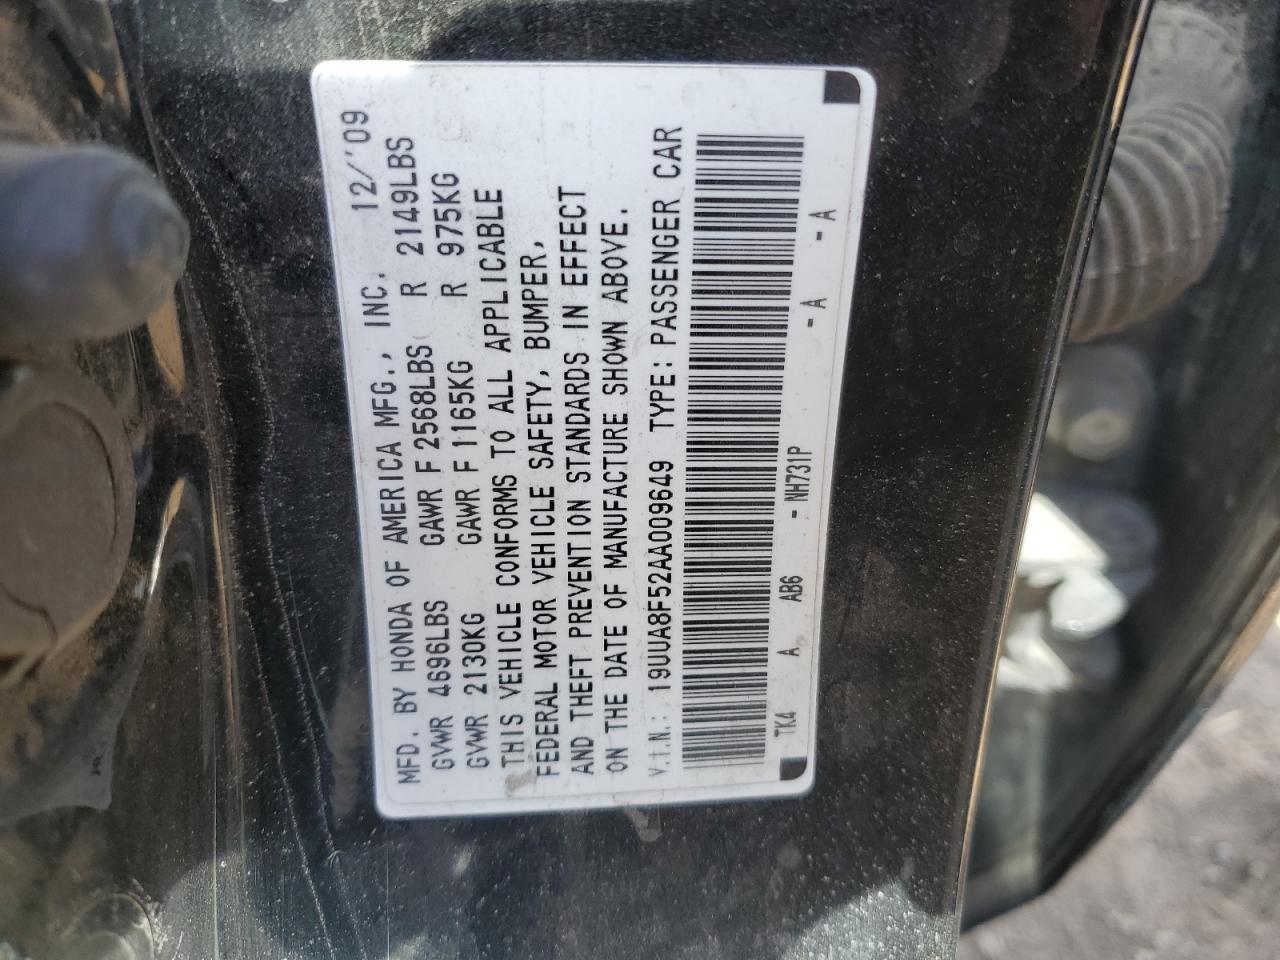 MFD. BY HONDA OF AMERICA MFG., INC. 12/'09
GVWR 4696LBS GAWR F 2568LBS R 2149LBS
GVWR 2130KG GAWR F 1165KG R 975KG
THIS VEHICLE CONFORMS TO ALL APPLICABLE
FEDERAL MOTOR VEHICLE SAFETY, BUMPER,
AND THEFT PREVENTION STANDARDS IN EFFECT
ON THE DATE OF MANUFACTURE SHOWN ABOVE.
V.I.N.: 19UUA8F52AA009649 TYPE: PASSENGER CAR
TK4 A AB6 - NH731P - A - A